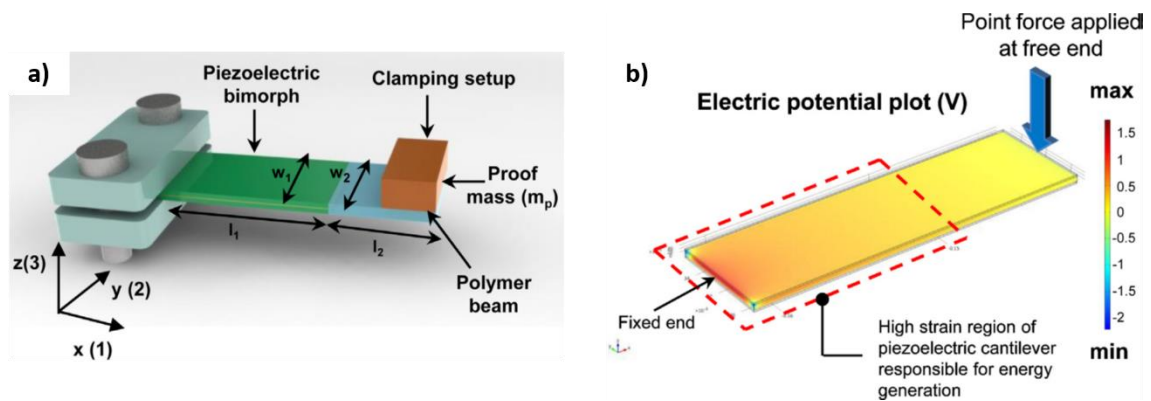 a)
Piezoelectric
bimorph
Clamping setup
w1
w2
Proof
mass (mp)
l1
l2
Polymer
beam
z(3)
y (2)
x (1)
b)
Point force applied
at free end
Electric potential plot (V)
max
1.5
1
0.5
0
-0.5
-1
-1.5
-2
min
Fixed end
High strain region of
piezoelectric cantilever
responsible for energy
generation